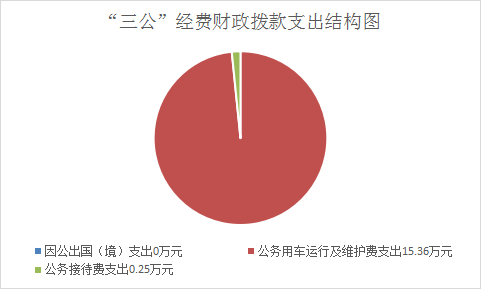 “三公”经费财政拨款支出结构图
因公出国（境）支出0万元
公务用车运行及维护费支出15.36万元
公务接待费支出0.25万元